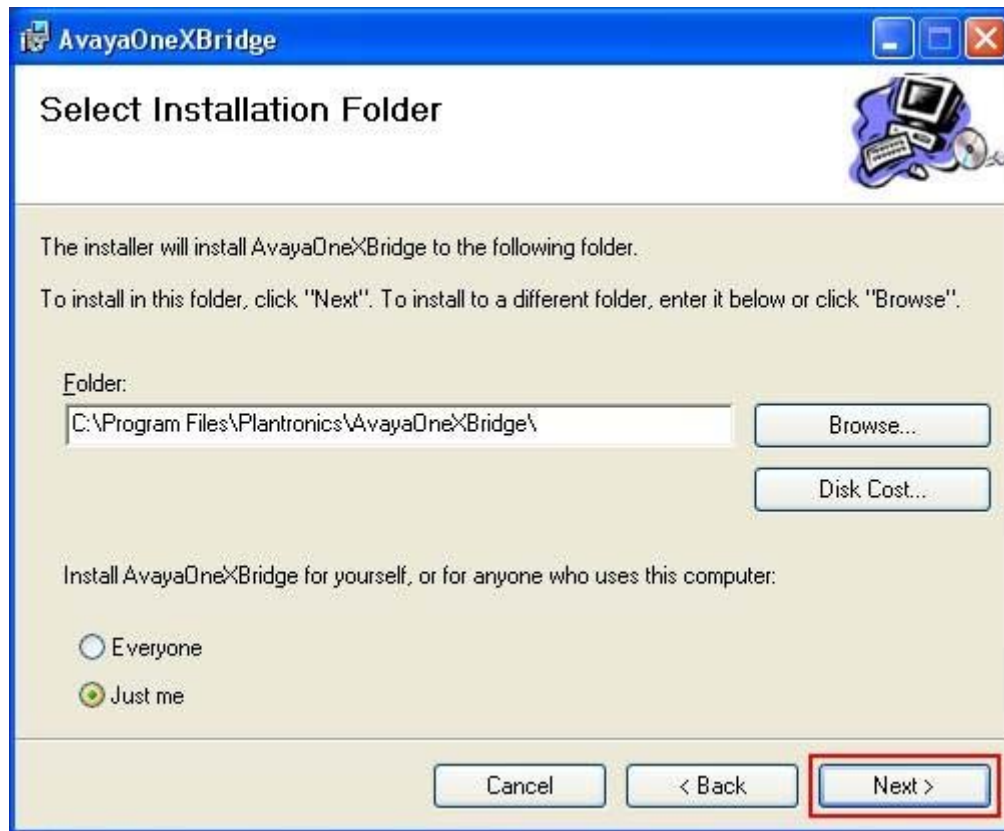 AvayaOneXBridge
Select Installation Folder
The installer will install AvayaOneXBridge to the following folder.
To install in this folder, click "Next". To install to a different folder, enter it below or click "Browse".
Folder:
C:\Program Files\Plantronics\AvayaOneXBridge\
Browse...
Disk Cost...
Install AvayaOneXBridge for yourself, or for anyone who uses this computer:
Everyone
Just me
Cancel
< Back
Next >